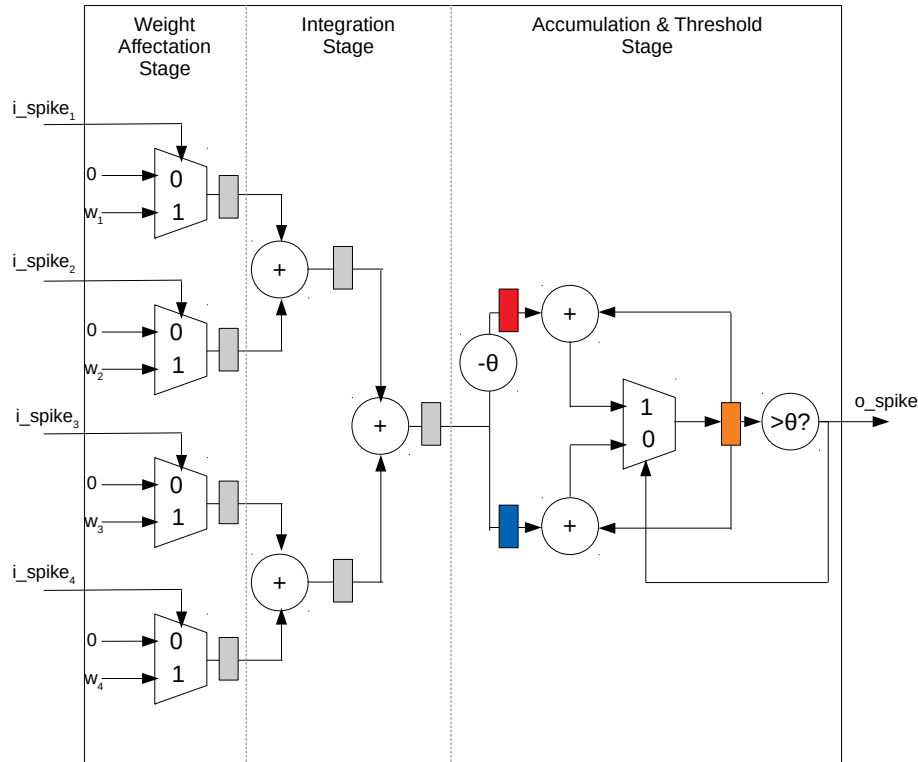 Weight
Affectation
Stage
Integration
Stage
Accumulation & Threshold
Stage
i_spike₁
0
0
w₁
1
+
i_spike₂
0
0
w₂
1
i_spike₃
0
0
w₃
1
+
i_spike₄
0
0
w₄
1
+
-θ
+
+
1
0
>θ?
o_spike